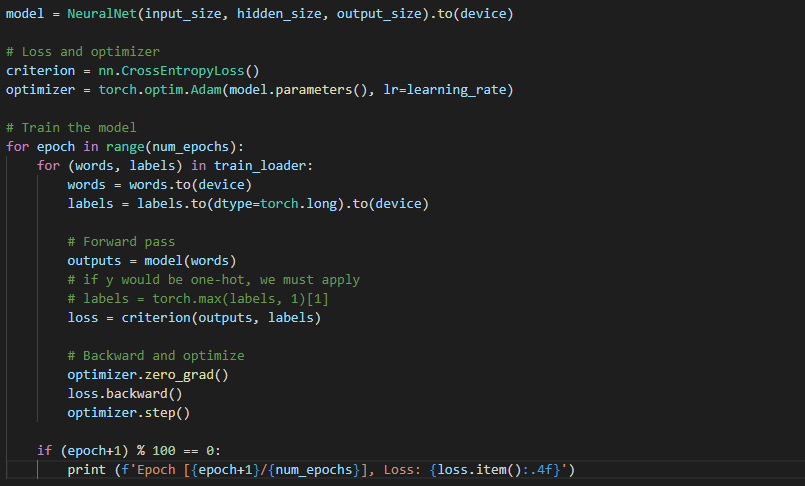 model = NeuralNet(input_size, hidden_size, output_size).to(device)

# Loss and optimizer
criterion = nn.CrossEntropyLoss()
optimizer = torch.optim.Adam(model.parameters(), lr=learning_rate)

# Train the model
for epoch in range(num_epochs):
    for (words, labels) in train_loader:
        words = words.to(device)
        labels = labels.to(dtype=torch.long).to(device)

        # Forward pass
        outputs = model(words)
        # if y would be one-hot, we must apply
        # labels = torch.max(labels, 1)[1]
        loss = criterion(outputs, labels)

        # Backward and optimize
        optimizer.zero_grad()
        loss.backward()
        optimizer.step()

    if (epoch+1) % 100 == 0:
        print (f'Epoch [{epoch+1}/{num_epochs}], Loss: {loss.item():.4f}')